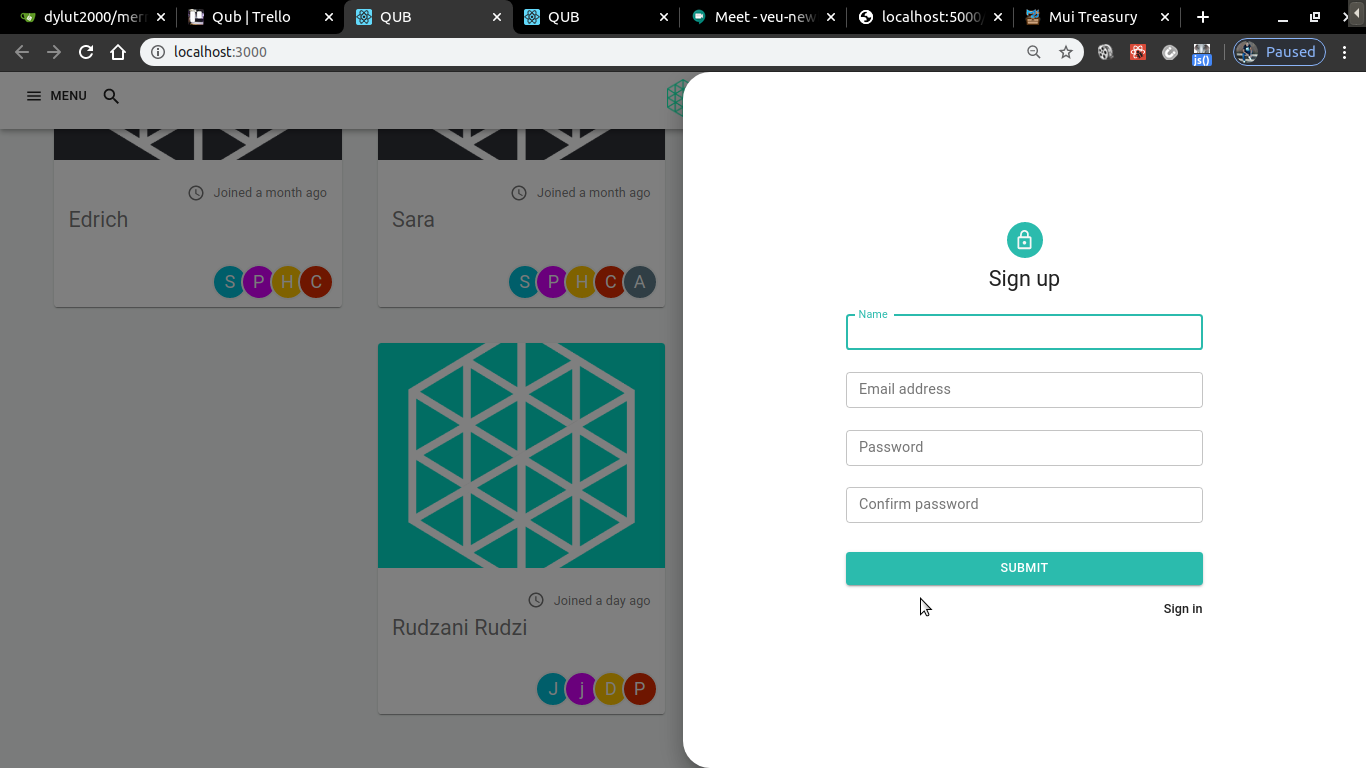 dylut2000/mer
Qub | Trello
QUB
QUB
Meet - veu-new
localhost:5000
Mui Treasury
localhost:3000
js()
Paused
MENU
Joined a month ago
Edrich
S P H C
Joined a month ago
Sara
S P H C A
Joined a day ago
Rudzani Rudzi
J j D P
Sign up
Name
Email address
Password
Confirm password
SUBMIT
Sign in